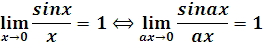 lim_{x→0} sinx/x = 1 ⇔ lim_{ax→0} sinax/ax = 1